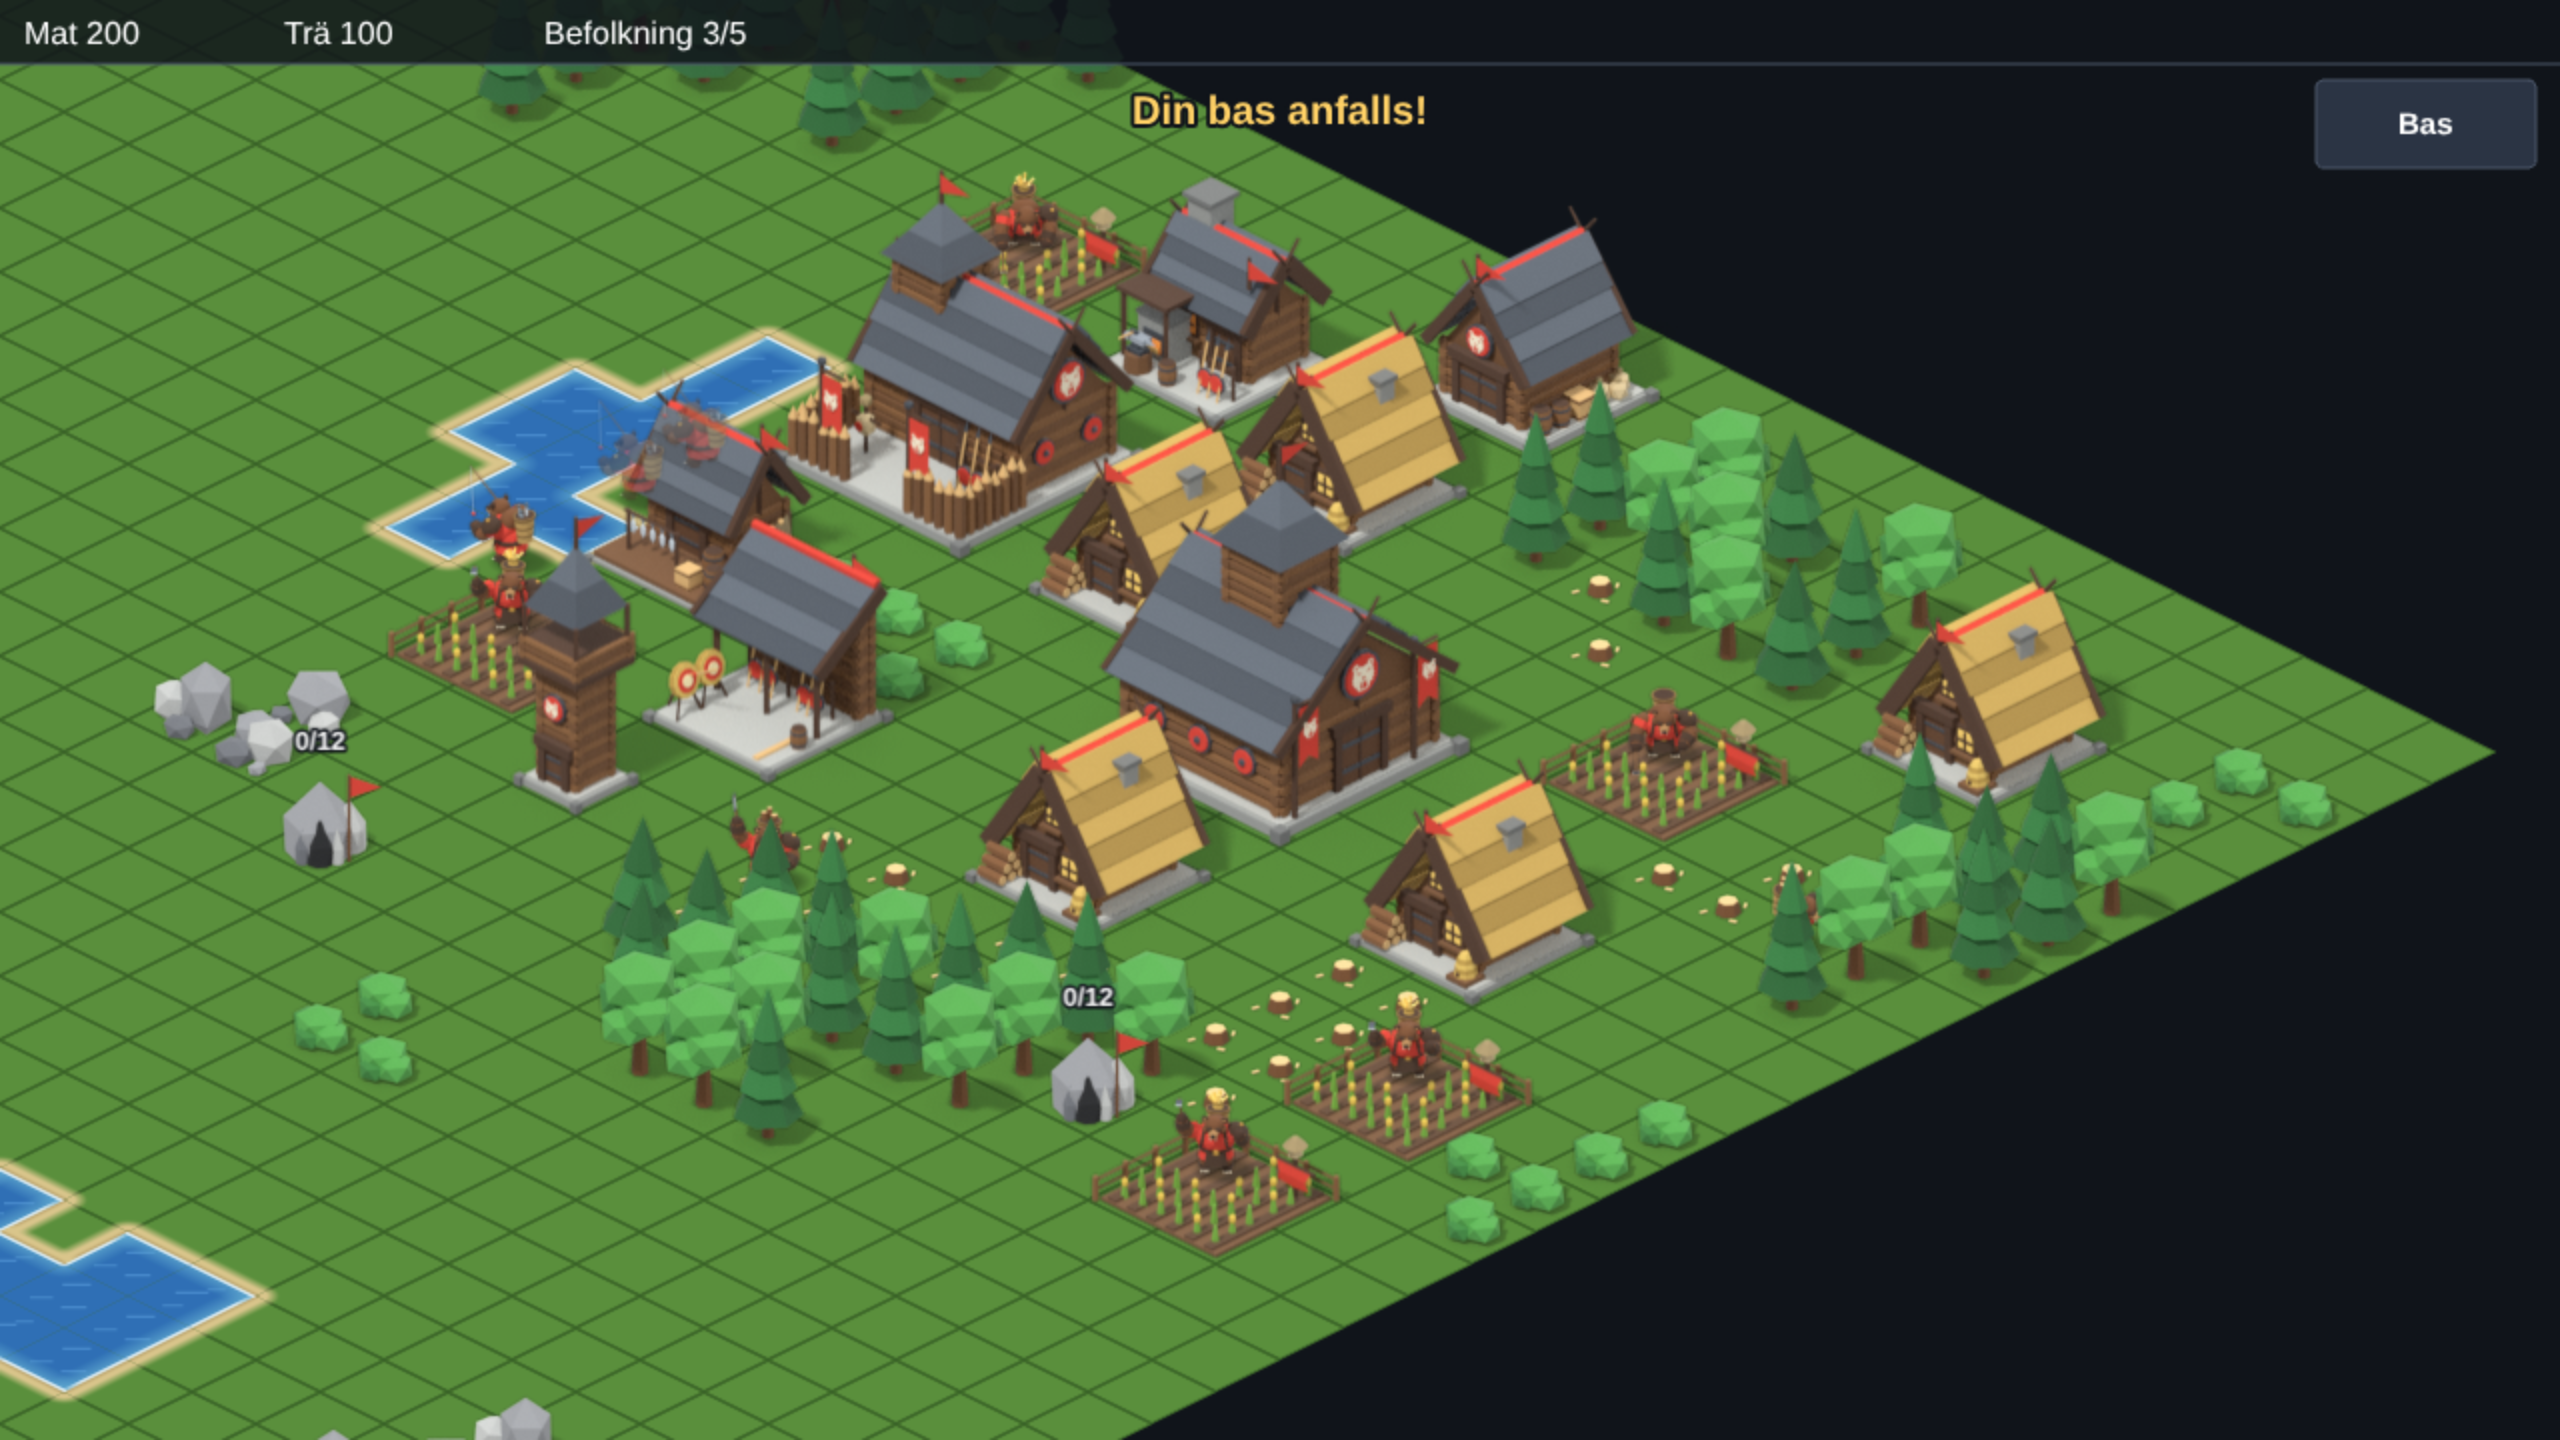 Mat 200
Trä 100
Befolkning 3/5
Din bas anfalls!
Bas
0/12
0/12